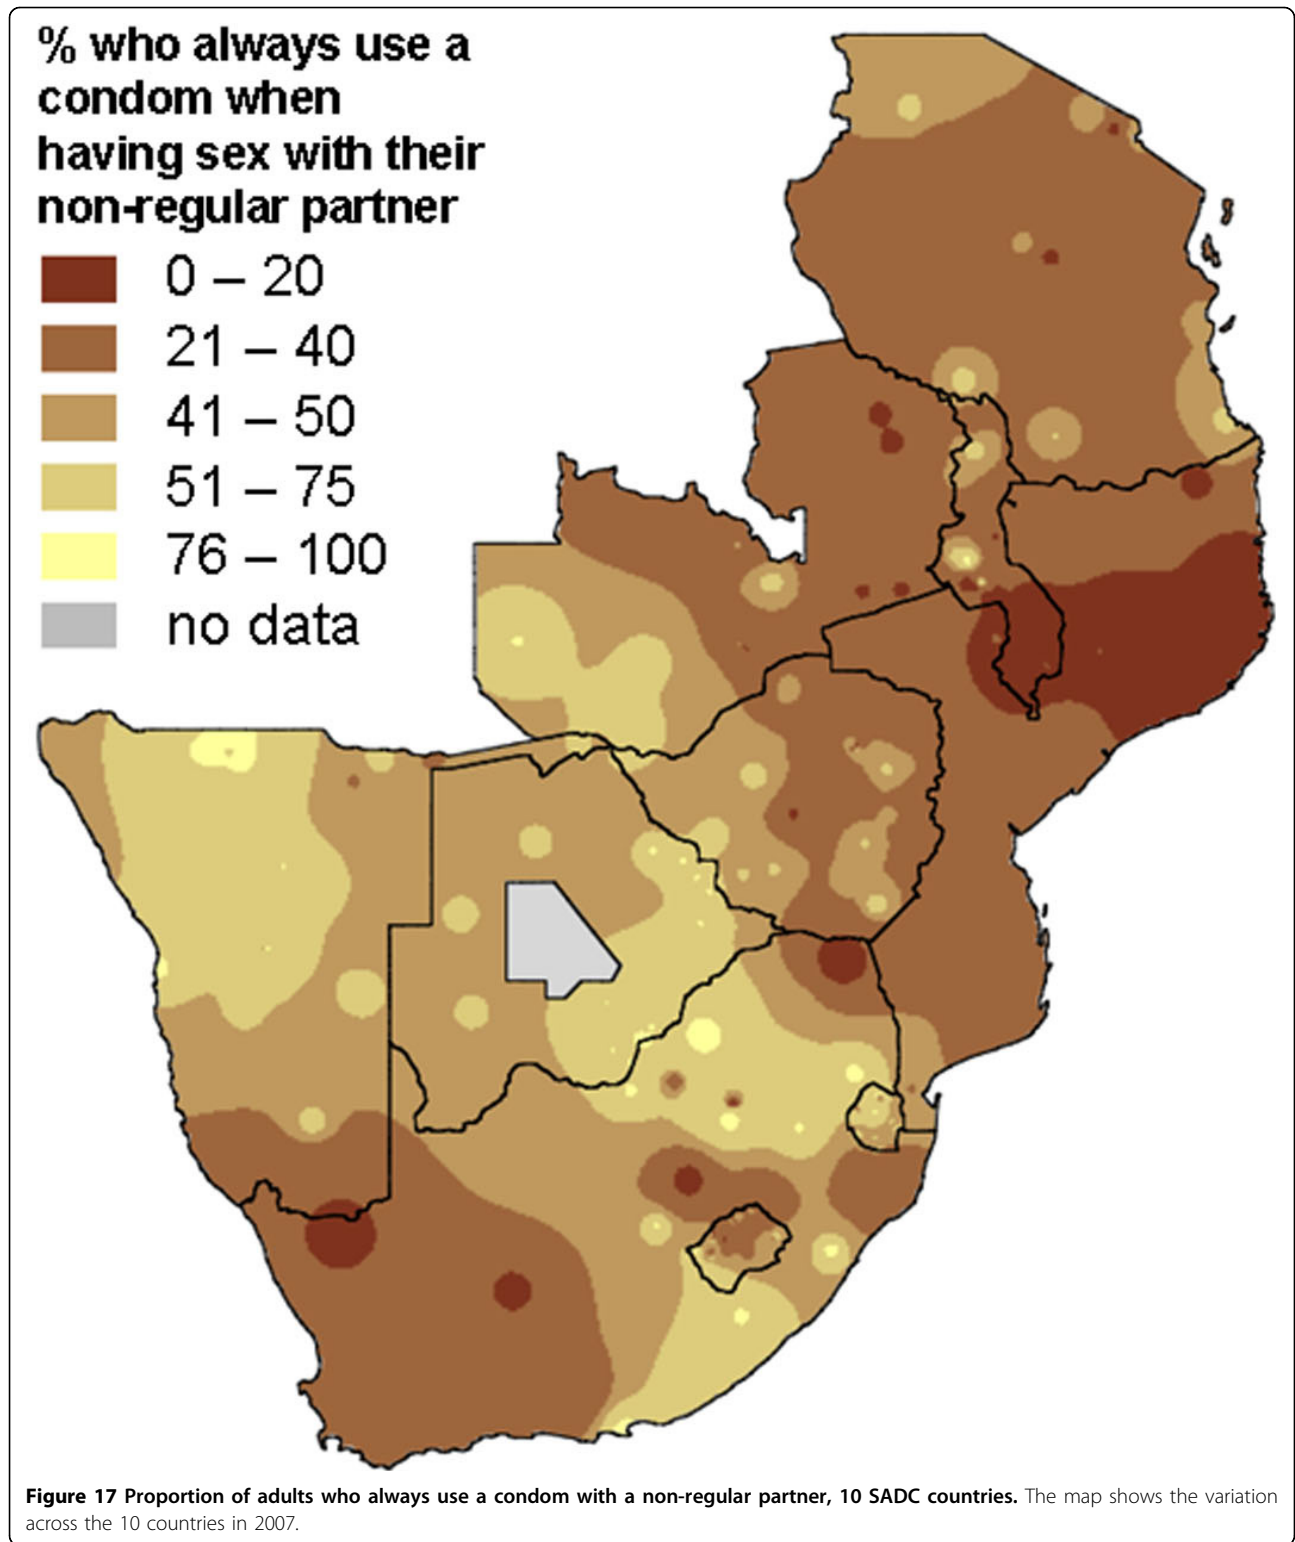 % who always use a
condom when
having sex with their
non-regular partner
0 – 20
21 – 40
41 – 50
51 – 75
76 – 100
no data
Figure 17 Proportion of adults who always use a condom with a non-regular partner, 10 SADC countries. The map shows the variation
across the 10 countries in 2007.